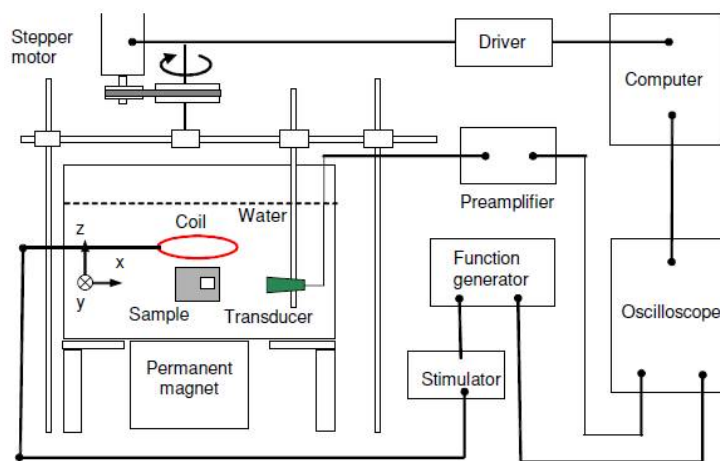 Stepper
motor
Driver
Computer
Preamplifier
Coil
Water
z
x
y
Sample
Transducer
Function
generator
Oscilloscope
Permanent
magnet
Stimulator